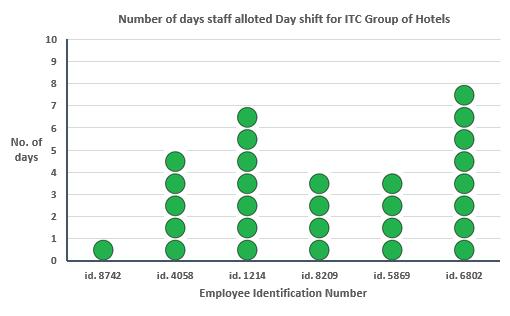 Number of days staff alloted Day shift for ITC Group of Hotels
10
9
8
7
6
5
4
3
2
1
0
No. of
days
id. 8742 id. 4058 id. 1214 id. 8209 id. 5869 id. 6802
Employee Identification Number